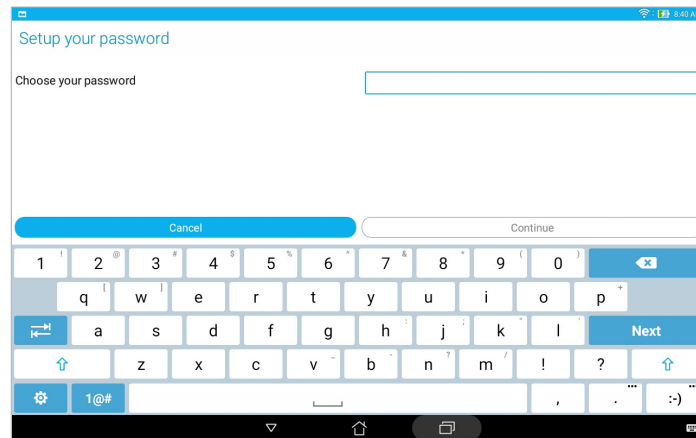 8:40 A
Setup your password
Choose your password
Cancel
Continue
1 ! 2 @ 3 # 4 $ 5 % 6 ^ 7 & 8 * 9 ( 0 )
q [ w ] e r t y u i o p +
a s d f g h : j ; k " l ' Next
z x c v - b n ? m / ! ?
1@# , . :-)